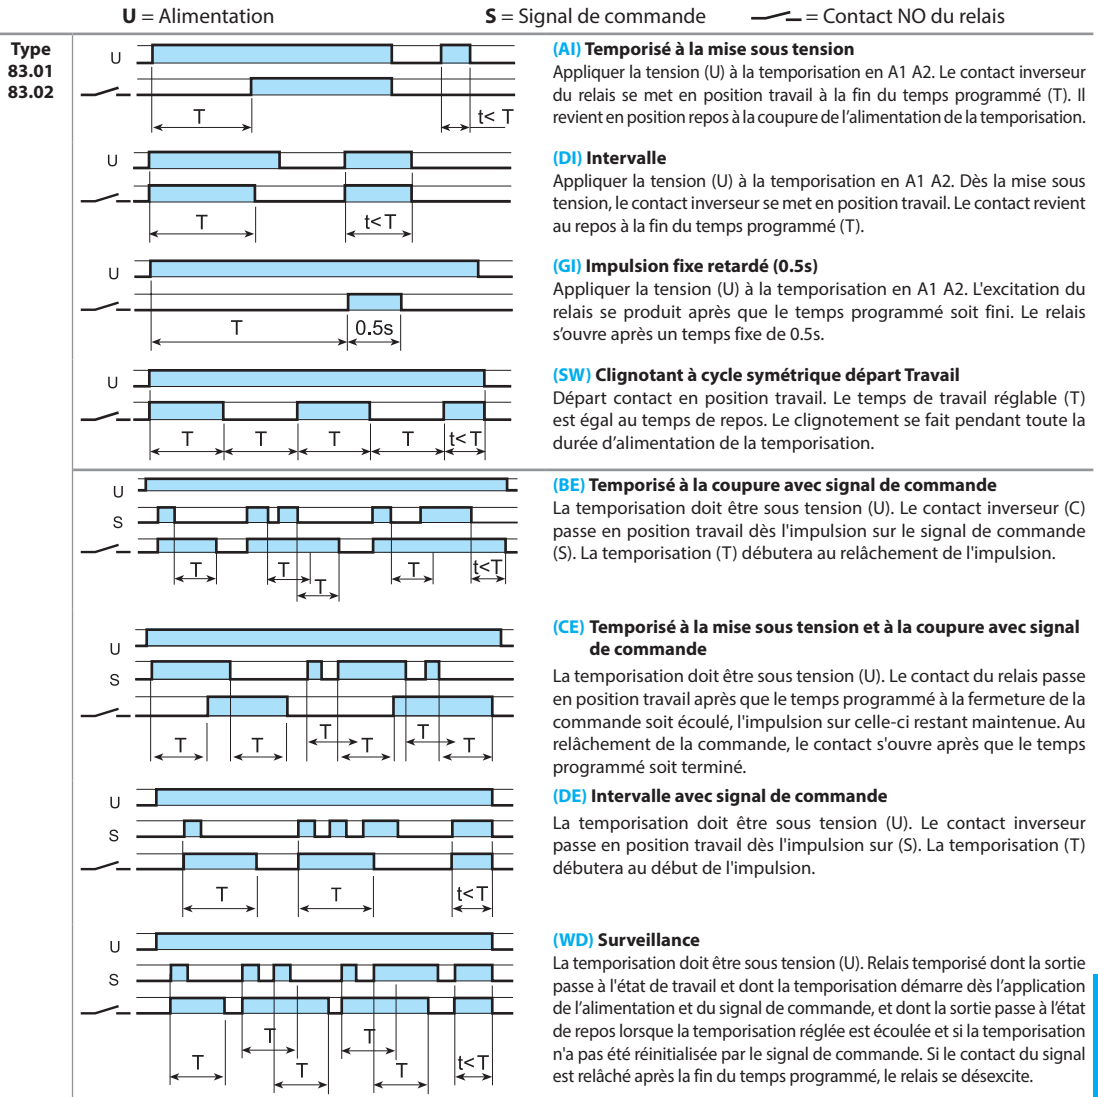 U = Alimentation S = Signal de commande = Contact NO du relais
Type
83.01
83.02
U
T
t< T
(AI) Temporisé à la mise sous tension
Appliquer la tension (U) à la temporisation en A1 A2. Le contact inverseur
du relais se met en position travail à la fin du temps programmé (T). Il
revient en position repos à la coupure de l’alimentation de la temporisation.
U
T
t<T
(DI) Intervalle
Appliquer la tension (U) à la temporisation en A1 A2. Dès la mise sous
tension, le contact inverseur se met en position travail. Le contact revient
au repos à la fin du temps programmé (T).
U
T
0.5s
(GI) Impulsion fixe retardé (0.5s)
Appliquer la tension (U) à la temporisation en A1 A2. L'excitation du
relais se produit après que le temps programmé soit fini. Le relais
s’ouvre après un temps fixe de 0.5s.
U
T T T T t<T
(SW) Clignotant à cycle symétrique départ Travail
Départ contact en position travail. Le temps de travail réglable (T)
est égal au temps de repos. Le clignotement se fait pendant toute la
durée d’alimentation de la temporisation.
U
S
T T T t<T
T
(BE) Temporisé à la coupure avec signal de commande
La temporisation doit être sous tension (U). Le contact inverseur (C)
passe en position travail dès l'impulsion sur le signal de commande
(S). La temporisation (T) débutera au relâchement de l'impulsion.
U
S
T T
T T T T
(CE) Temporisé à la mise sous tension et à la coupure avec signal
de commande
La temporisation doit être sous tension (U). Le contact du relais passe
en position travail après que le temps programmé à la fermeture de la
commande soit écoulé, l'impulsion sur celle-ci restant maintenue. Au
relâchement de la commande, le contact s'ouvre après que le temps
programmé soit terminé.
U
S
T T t<T
(DE) Intervalle avec signal de commande
La temporisation doit être sous tension (U). Le contact inverseur
passe en position travail dès l'impulsion sur (S). La temporisation (T)
débutera au début de l'impulsion.
U
S
T T
T T T t<T
(WD) Surveillance
La temporisation doit être sous tension (U). Relais temporisé dont la sortie
passe à l'état de travail et dont la temporisation démarre dès l’application
de l’alimentation et du signal de commande, et dont la sortie passe à l’état
de repos lorsque la temporisation réglée est écoulée et si la temporisation
n'a pas été réinitialisée par le signal de commande. Si le contact du signal
est relâché après la fin du temps programmé, le relais se désexcite.